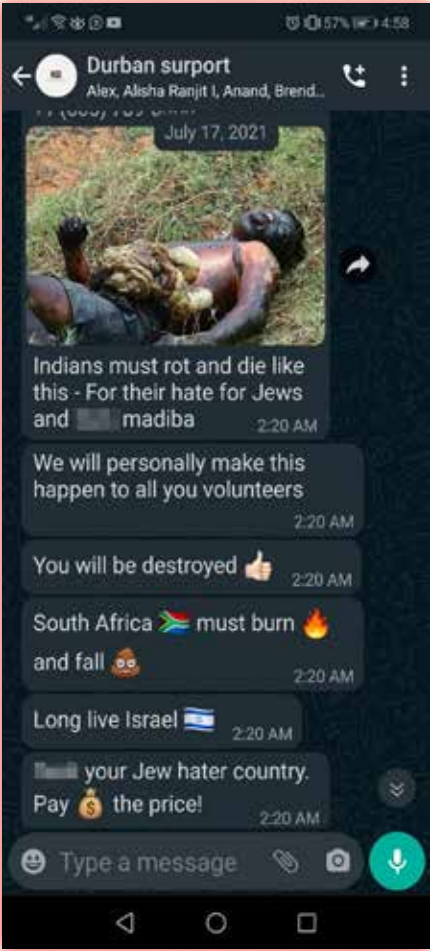 57% 4:58
Durban surport
Alex, Alisha Ranjit I, Anand, Brend...
July 17, 2021
Indians must rot and die like
this - For their hate for Jews
and madiba 2:20 AM
We will personally make this
happen to all you volunteers
2:20 AM
You will be destroyed 👍🏻 2:20 AM
South Africa 🇿🇦 must burn 🔥
and fall 💩 2:20 AM
Long live Israel 🇮🇱 2:20 AM
your Jew hater country.
Pay 💰 the price! 2:20 AM
Type a message